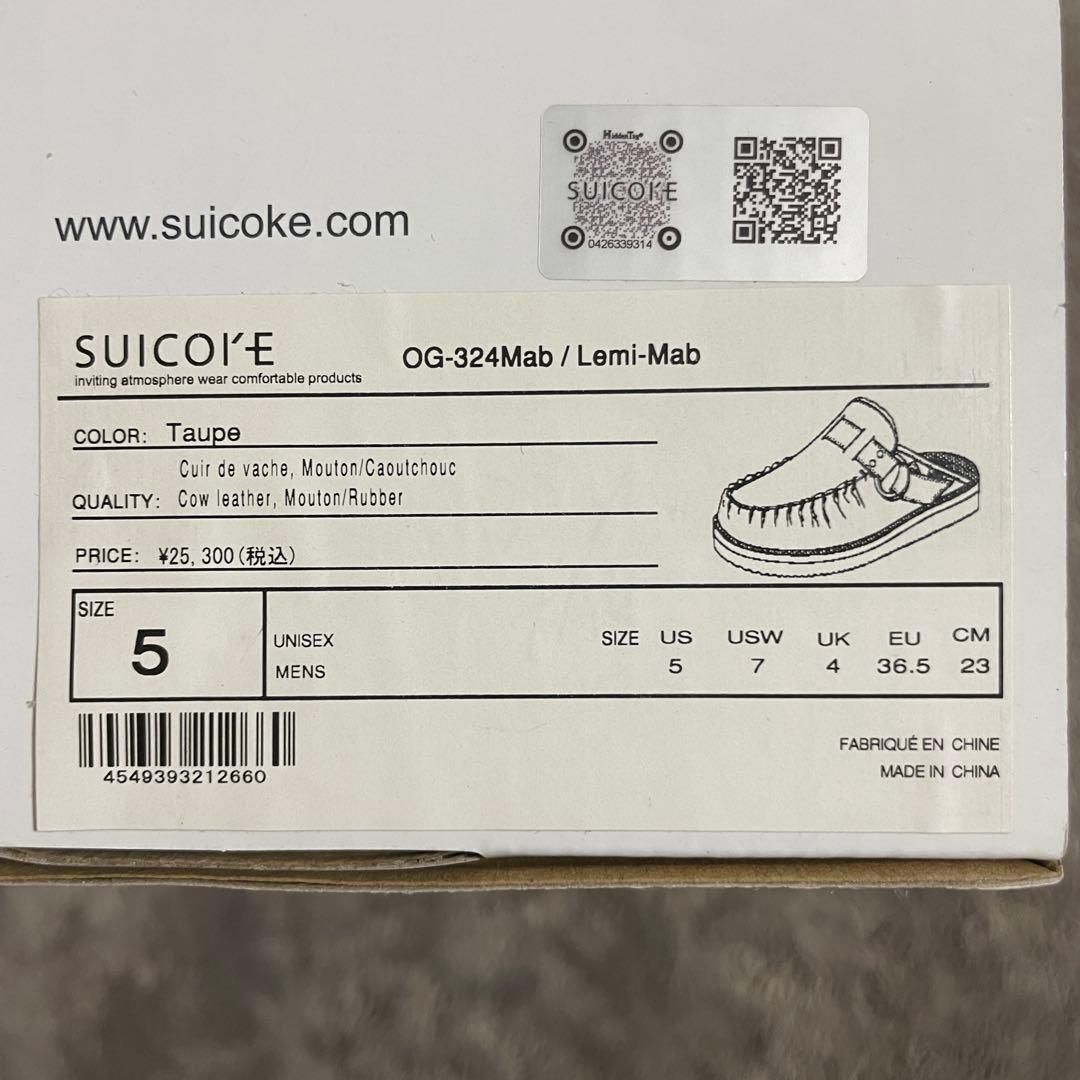 HiddenTag®
SUICOKE
0426339314
www.suicoke.com
SUICOKE
inviting atmosphere wear comfortable products
OG-324Mab / Lemi-Mab
COLOR: Taupe
Cuir de vache, Mouton/Caoutchouc
QUALITY: Cow leather, Mouton/Rubber
PRICE: ¥25,300(税込)
SIZE
5
UNISEX
MENS
SIZE US USW UK EU CM
5 7 4 36.5 23
4549393212660
FABRIQUÉ EN CHINE
MADE IN CHINA